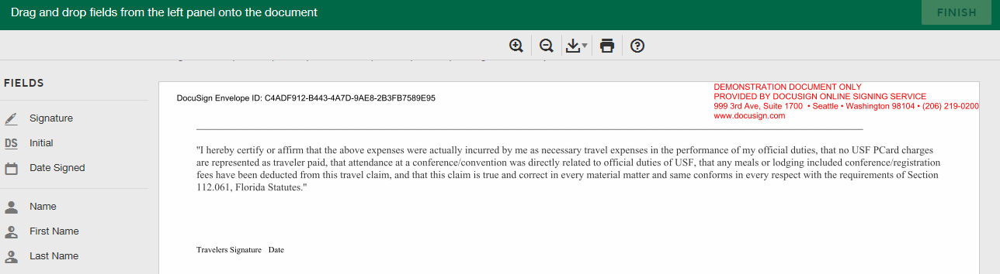 Drag and drop fields from the left panel onto the document
FINISH
FIELDS
Signature
DS Initial
Date Signed
Name
First Name
Last Name
DocuSign Envelope ID: C4ADF912-B443-4A7D-9AE8-2B3FB7589E95
DEMONSTRATION DOCUMENT ONLY
PROVIDED BY DOCUSIGN ONLINE SIGNING SERVICE
999 3rd Ave, Suite 1700 • Seattle • Washington 98104 • (206) 219-0200
www.docusign.com
"I hereby certify or affirm that the above expenses were actually incurred by me as necessary travel expenses in the performance of my official duties, that no USF PCard charges
are represented as traveler paid, that attendance at a conference/convention was directly related to official duties of USF, that any meals or lodging included conference/registration
fees have been deducted from this travel claim, and that this claim is true and correct in every material matter and same conforms in every respect with the requirements of Section
112.061, Florida Statutes."
Travelers Signature Date